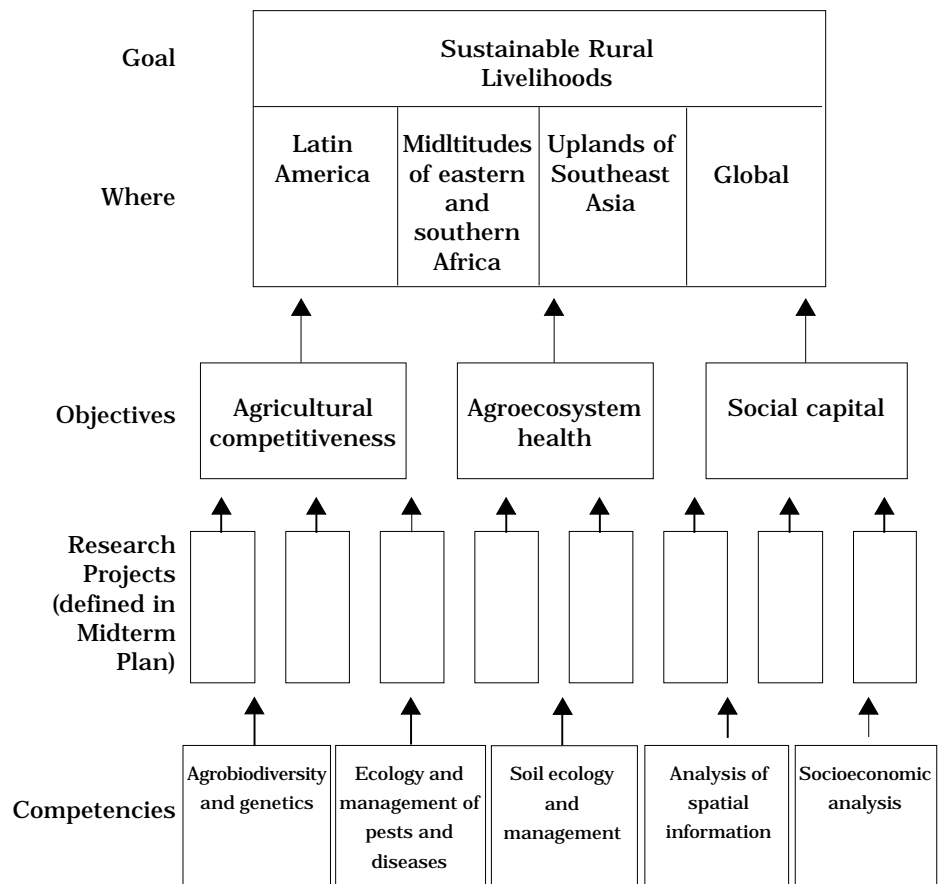 Goal
Sustainable Rural
Livelihoods
Where
Latin
America
Midltitudes
of eastern
and
southern
Africa
Uplands of
Southeast
Asia
Global
Objectives
Agricultural
competitiveness
Agroecosystem
health
Social capital
Research
Projects
(defined in
Midterm
Plan)
Competencies
Agrobiodiversity
and genetics
Ecology and
management of
pests and
diseases
Soil ecology
and
management
Analysis of
spatial
information
Socioeconomic
analysis